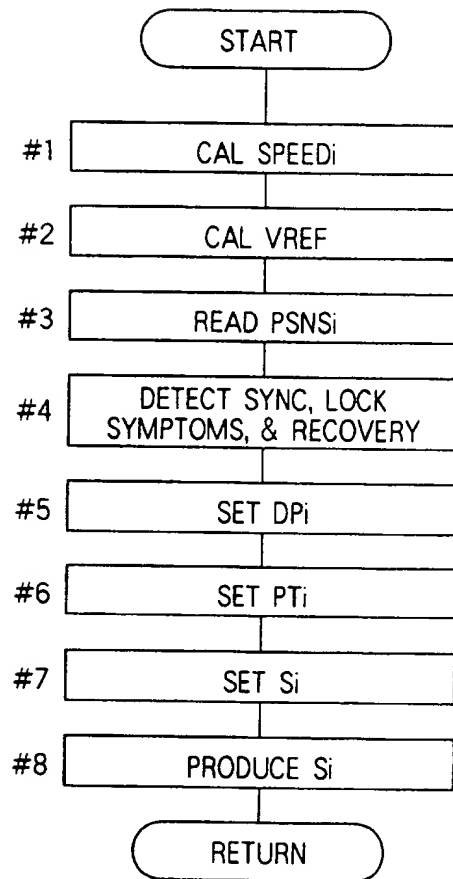 START
#1 CAL SPEEDi
#2 CAL VREF
#3 READ PSNSi
#4 DETECT SYNC, LOCK
SYMPTOMS, & RECOVERY
#5 SET DPi
#6 SET PTi
#7 SET Si
#8 PRODUCE Si
RETURN